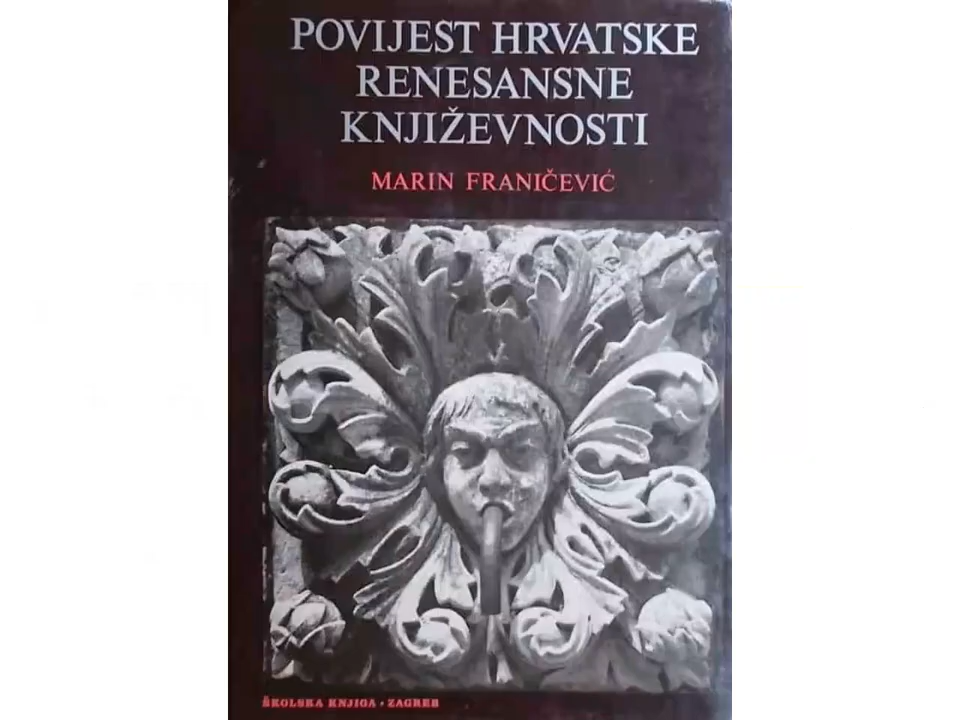 POVIJEST HRVATSKE
RENESANSNE
KNJIŽEVNOSTI
MARIN FRANIČEVIĆ
ŠKOLSKA KNJIGA • ZAGREB